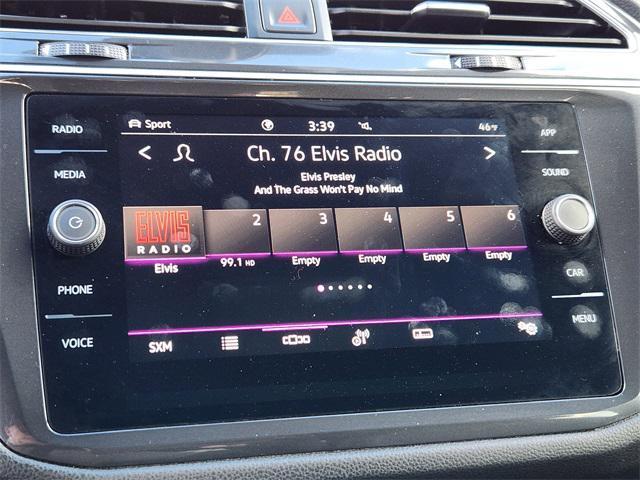 RADIO
MEDIA
PHONE
VOICE
Sport
3:39
46°F
Ch. 76 Elvis Radio
Elvis Presley
And The Grass Won't Pay No Mind
ELVIS
RADIO
2
3
4
5
6
Elvis
99.1 HD
Empty
Empty
Empty
Empty
SXM
APP
SOUND
CAR
MENU